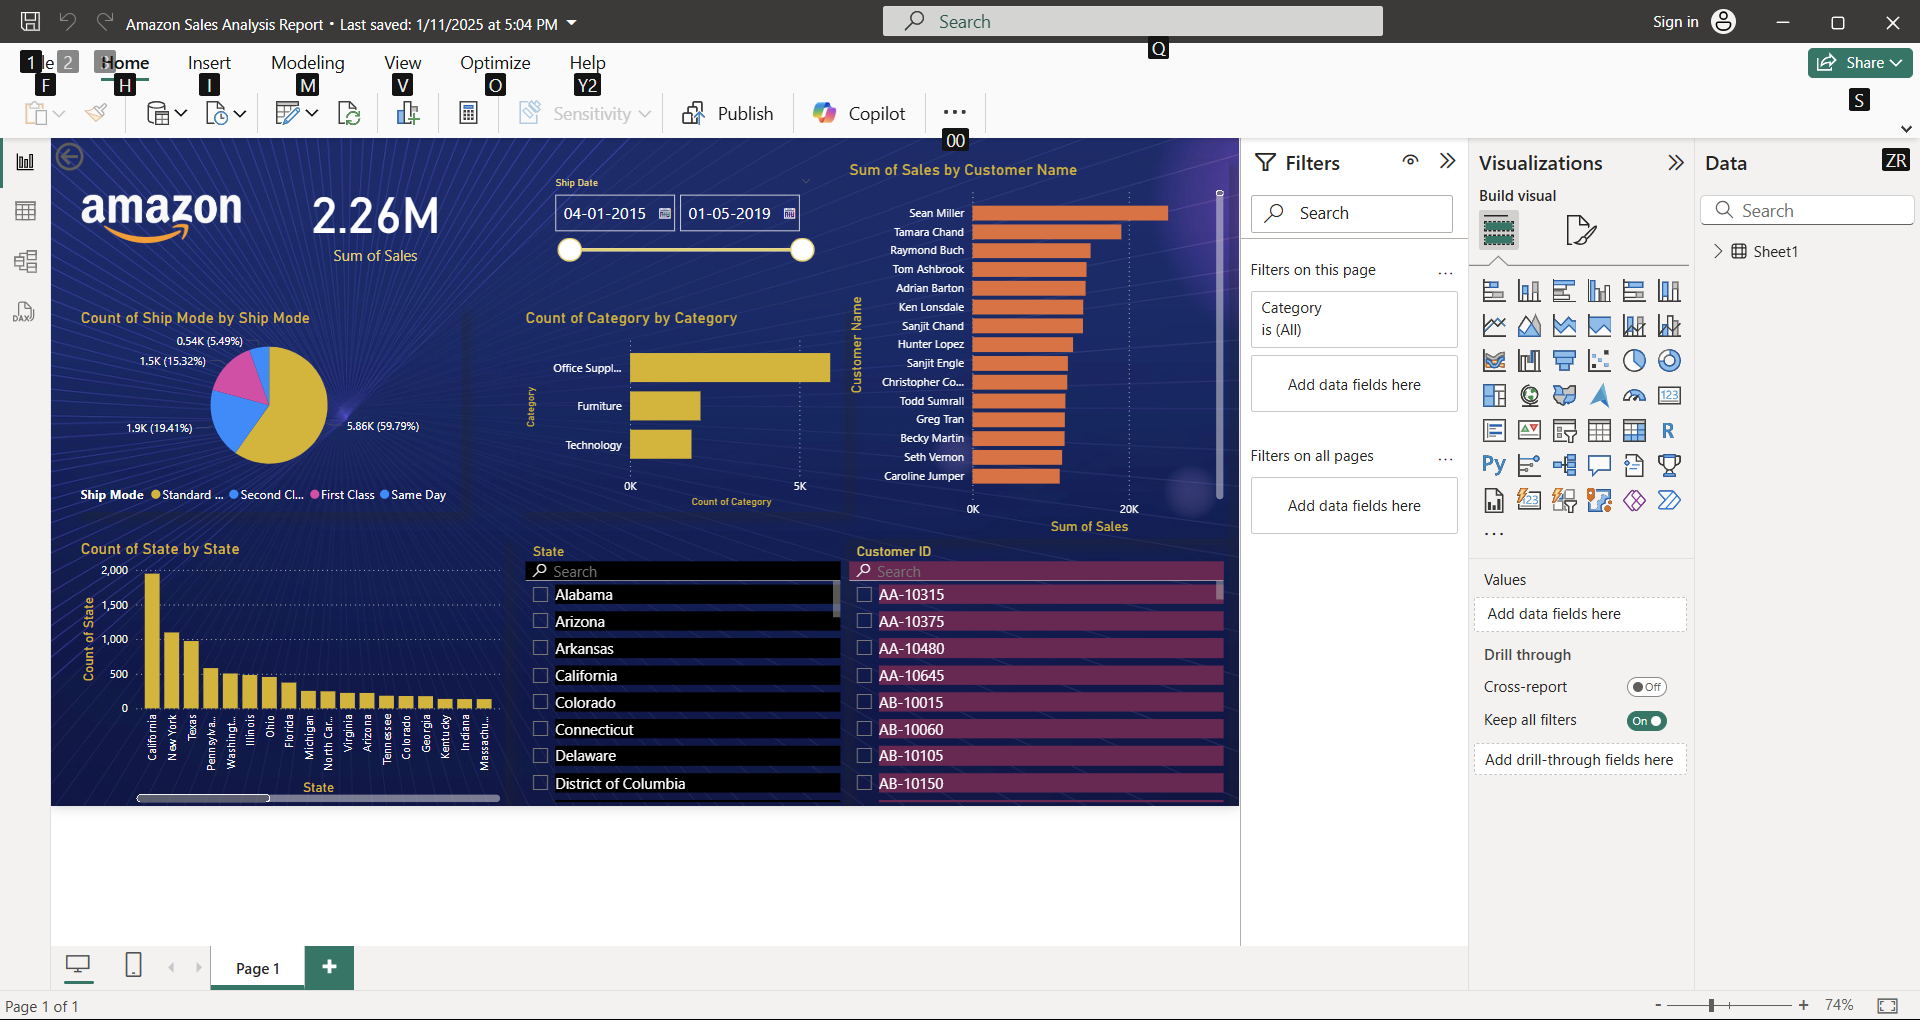 Amazon Sales Analysis Report • Last saved: 1/11/2025 at 5:04 PM
Search
Sign in
1
le
2
Home
Insert
Modeling
View
Optimize
Help
Q
F
H
I
M
V
O
Y2
Share
S
Sensitivity
Publish
Copilot
...
00
amazon
2.26M
Sum of Sales
Ship Date
04-01-2015
01-05-2019
Sum of Sales by Customer Name
Customer Name
Sean Miller
Tamara Chand
Raymond Buch
Tom Ashbrook
Adrian Barton
Ken Lonsdale
Sanjit Chand
Hunter Lopez
Sanjit Engle
Christopher Co...
Todd Sumrall
Greg Tran
Becky Martin
Seth Vernon
Caroline Jumper
0K
20K
Sum of Sales
Count of Ship Mode by Ship Mode
0.54K (5.49%)
1.5K (15.32%)
1.9K (19.41%)
5.86K (59.79%)
Ship Mode
Standard ...
Second Cl...
First Class
Same Day
Count of Category by Category
Category
Office Suppl...
Furniture
Technology
0K
5K
Count of Category
Count of State by State
Count of State
2,000
1,500
1,000
500
0
California
New York
Texas
Pennsylva...
Washingt...
Illinois
Ohio
Florida
Michigan
North Car...
Virginia
Arizona
Tennessee
Colorado
Georgia
Kentucky
Indiana
Massachu...
State
State
Search
Alabama
Arizona
Arkansas
California
Colorado
Connecticut
Delaware
District of Columbia
Customer ID
Search
AA-10315
AA-10375
AA-10480
AA-10645
AB-10015
AB-10060
AB-10105
AB-10150
Filters
Search
Filters on this page
...
Category
is (All)
Add data fields here
Filters on all pages
...
Add data fields here
Visualizations
Build visual
123
R
Py
123
...
Values
Add data fields here
Drill through
Cross-report
Off
Keep all filters
On
Add drill-through fields here
Data
ZR
Search
Sheet1
DAX
Page 1
+
Page 1 of 1
-
+
74%